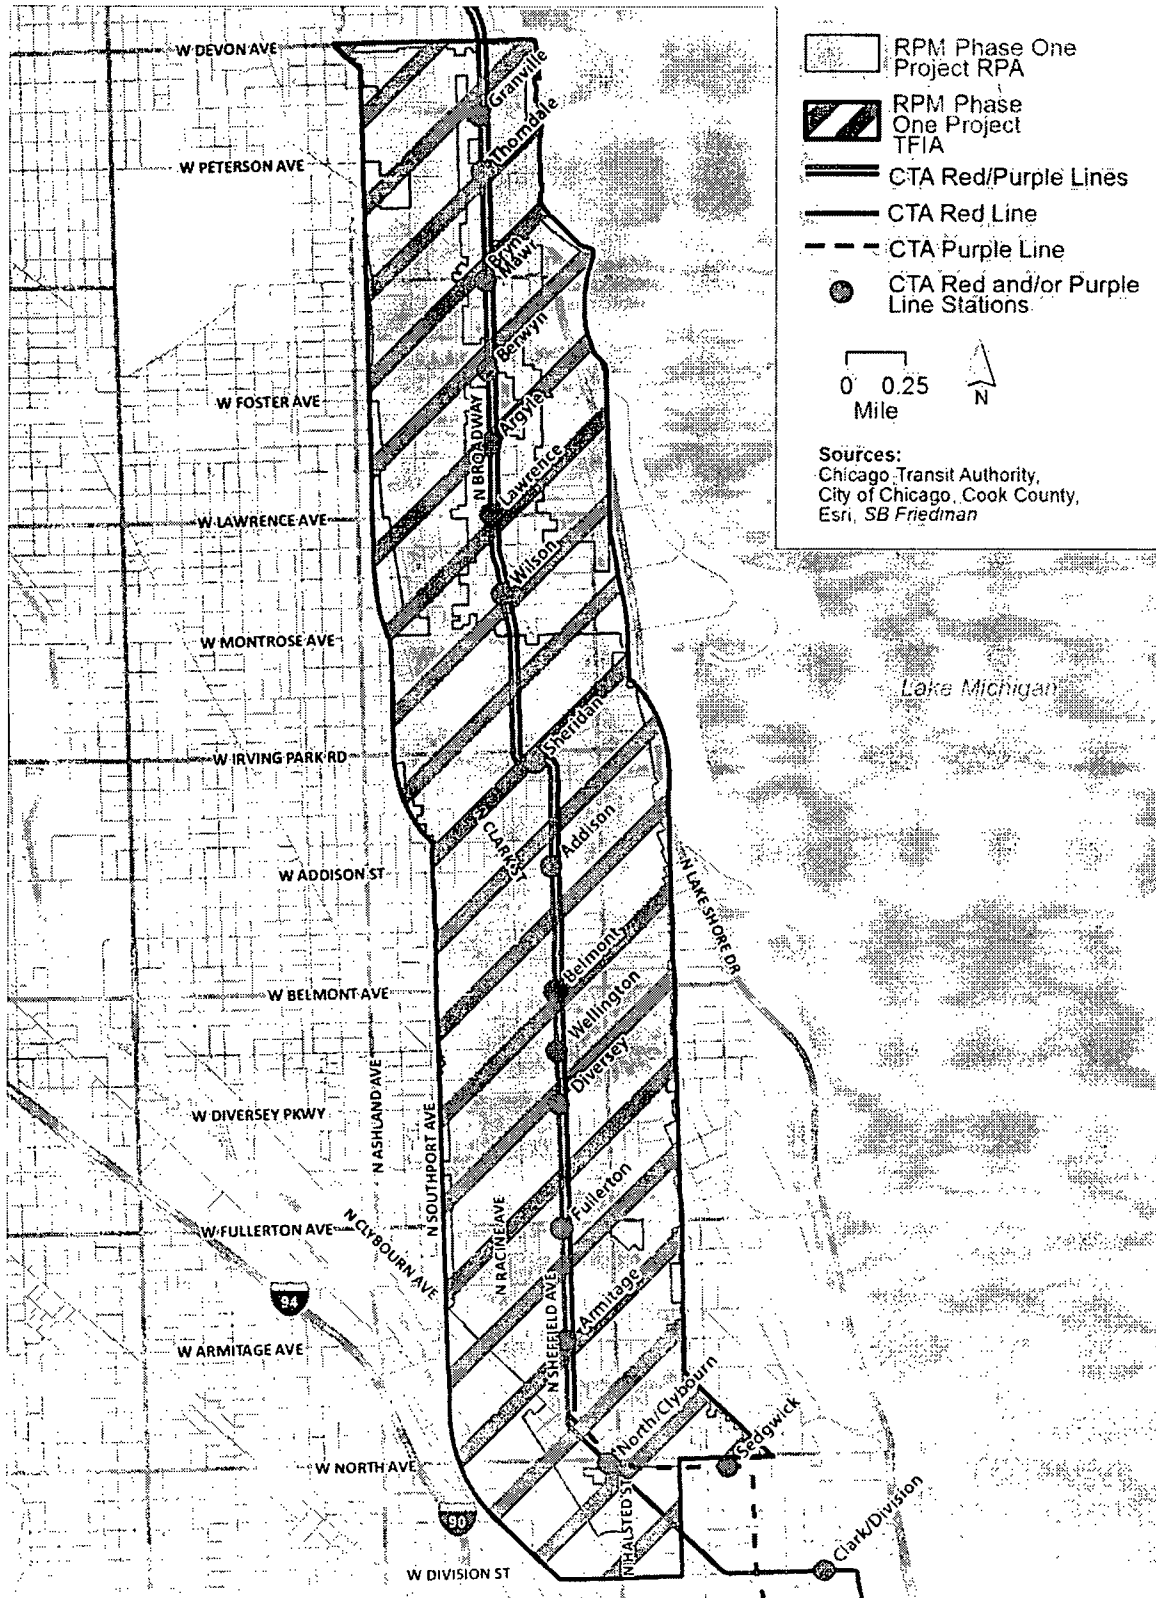 RPM Phase One
Project RPA
RPM Phase
One Project
TFIA
CTA Red/Purple Lines
CTA Red Line
CTA Purple Line
CTA Red and/or Purple
Line Stations
0 0.25
Mile
N
Sources:
Chicago Transit Authority,
City of Chicago, Cook County,
Esri, SB Friedman
W DEVON AVE
Granville
Thorndale
W PETERSON AVE
Bryn
Mawr
Berwyn
W FOSTER AVE
N BROADWAY
Argyle
Lawrence
W LAWRENCE AVE
Wilson
W MONTROSE AVE
Lake Michigan
Sheridan
W IRVING PARK RD
N CLARK ST
Addison
W ADDISON ST
N LAKE SHORE DR
Belmont
W BELMONT AVE
Wellington
Diversey
W DIVERSEY PKWY
N ASHLAND AVE
N SOUTHPORT AVE
Fullerton
W FULLERTON AVE
N CLYBOURN AVE
N RACINE AVE
94
N SHEFFIELD AVE
Armitage
W ARMITAGE AVE
North/Clybourn
Sedgwick
W NORTH AVE
90
N HALSTED ST
Clark/Division
W DIVISION ST